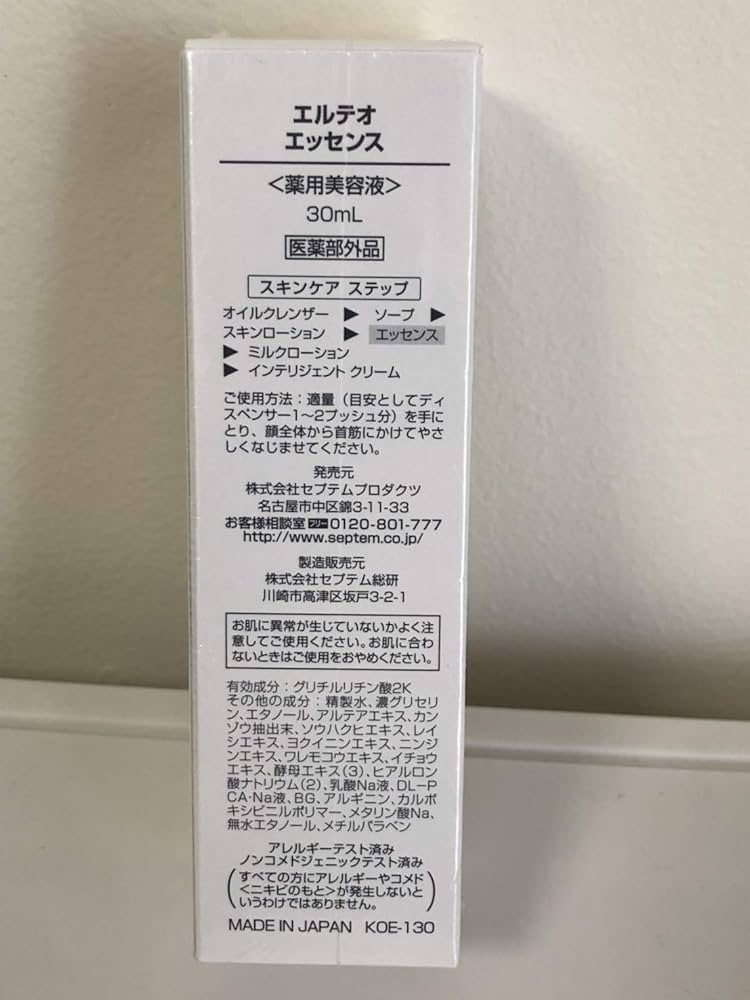 エルテオ
エッセンス
<薬用美容液>
30mL
医薬部外品
スキンケア ステップ
オイルクレンザー ▶ ソープ ▶
スキンローション ▶ エッセンス
▶ ミルクローション
▶ インテリジェント クリーム
ご使用方法：適量（目安としてディ
スペンサー1〜2プッシュ分）を手に
とり、顔全体から首筋にかけてやさ
しくなじませてください。
発売元
株式会社セプテムプロダクツ
名古屋市中区錦3-11-33
お客様相談室 フリー 0120-801-777
http://www.septem.co.jp/
製造販売元
株式会社セプテム総研
川崎市高津区坂戸3-2-1
お肌に異常が生じていないかよく注
意してご使用ください。お肌に合わ
ないときはご使用をおやめください。
有効成分：グリチルリチン酸2K
その他の成分：精製水、濃グリセリ
ン、エタノール、アルテアエキス、カン
ゾウ抽出末、ソウハクヒエキス、レイ
シエキス、ヨクイニンエキス、ニンジ
ンエキス、ワレモコウエキス、イチョウ
エキス、酵母エキス（3）、ヒアルロン
酸ナトリウム（2）、乳酸Na液、DL−P
CA・Na液、BG、アルギニン、カルボ
キシビニルポリマー、メタリン酸Na、
無水エタノール、メチルパラベン
アレルギーテスト済み
ノンコメドジェニックテスト済み
（すべての方にアレルギーやコメド
<ニキビのもと>が発生しないと
いうわけではありません。）
MADE IN JAPAN KOE-130